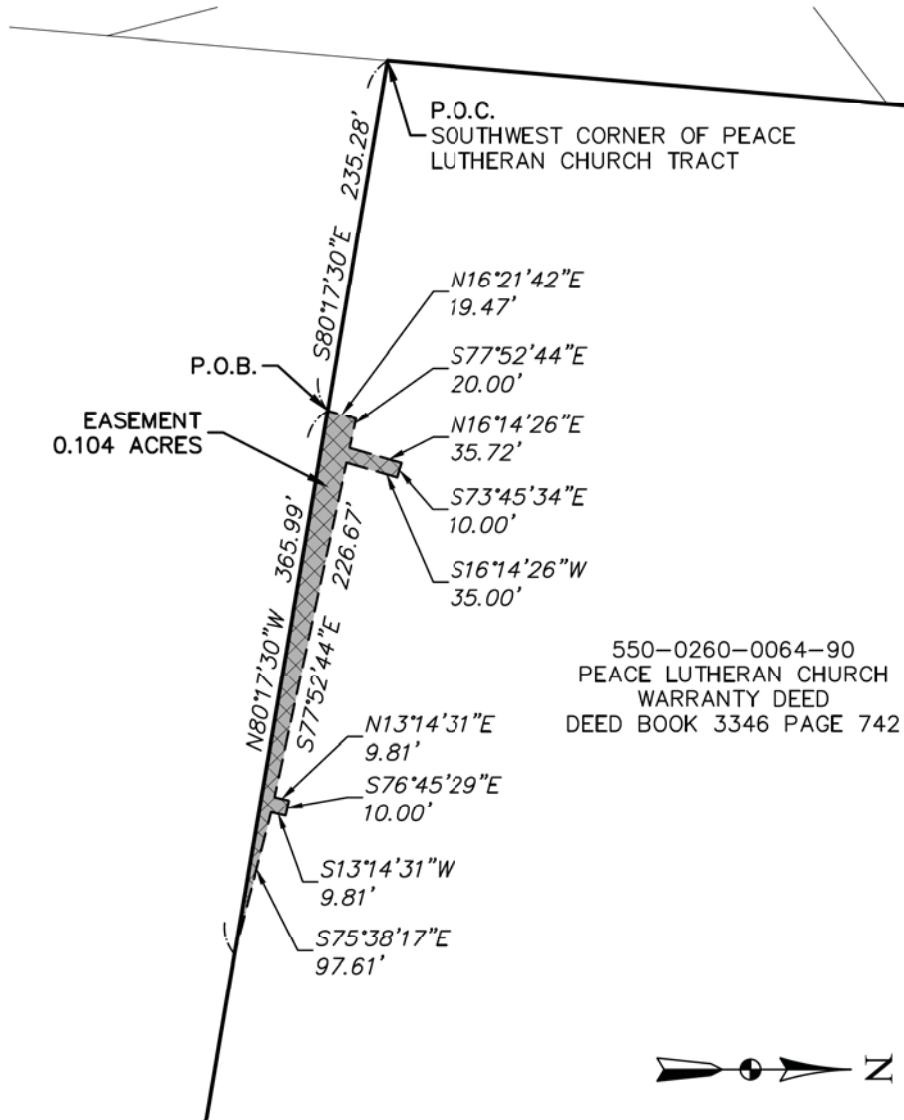 P.O.C.
SOUTHWEST CORNER OF PEACE
LUTHERAN CHURCH TRACT
235.28'
S80°17'30"E
N16°21'42"E
19.47'
S77°52'44"E
20.00'
P.O.B.
EASEMENT
0.104 ACRES
N16°14'26"E
35.72'
S73°45'34"E
10.00'
S16°14'26"W
35.00'
365.99'
N80°17'30"W
226.67'
S77°52'44"E
550-0260-0064-90
PEACE LUTHERAN CHURCH
WARRANTY DEED
DEED BOOK 3346 PAGE 742
N13°14'31"E
9.81'
S76°45'29"E
10.00'
S13°14'31"W
9.81'
S75°38'17"E
97.61'
N